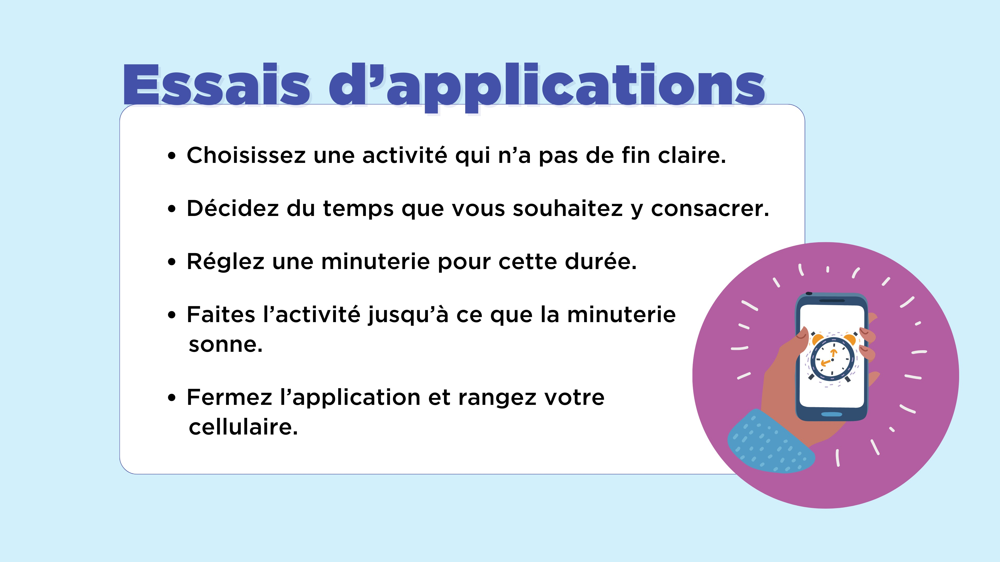 Essais d’applications
• Choisissez une activité qui n’a pas de fin claire.
• Décidez du temps que vous souhaitez y consacrer.
• Réglez une minuterie pour cette durée.
• Faites l’activité jusqu’à ce que la minuterie
sonne.
• Fermez l’application et rangez votre
cellulaire.